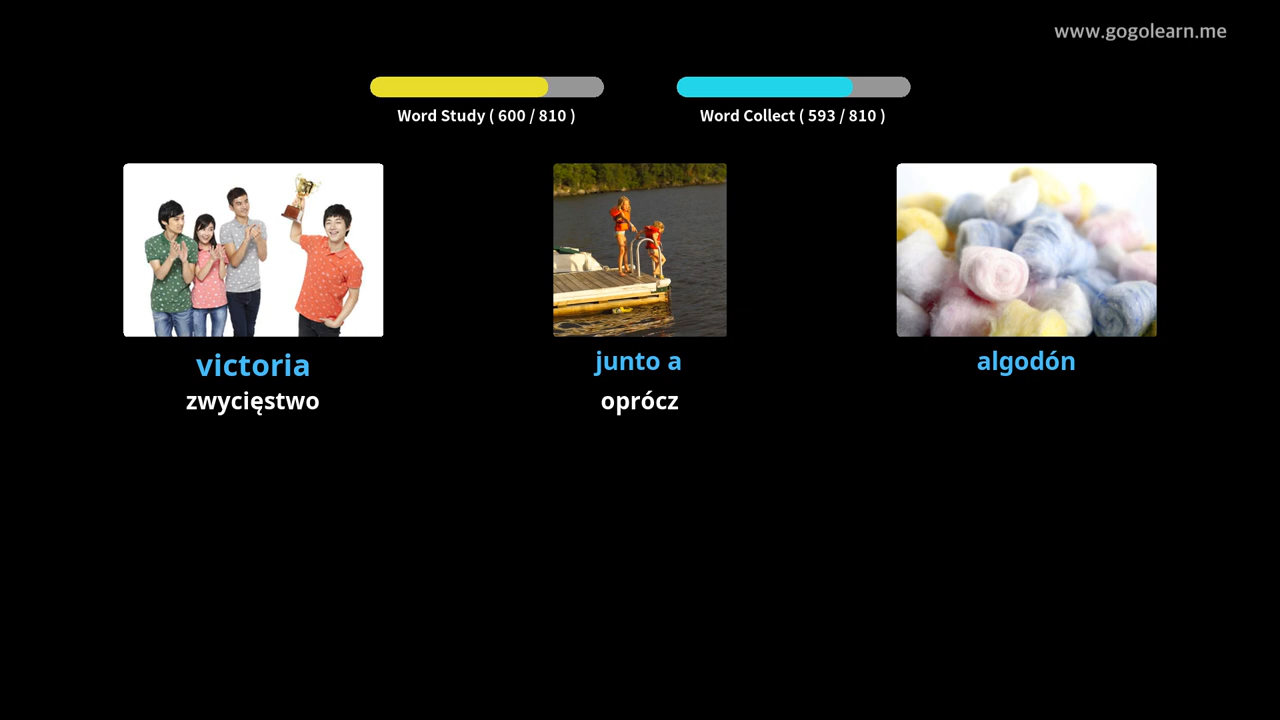 www.gogolearn.me
Word Study ( 600 / 810 )
Word Collect ( 593 / 810 )
victoria
zwycięstwo
junto a
oprócz
algodón